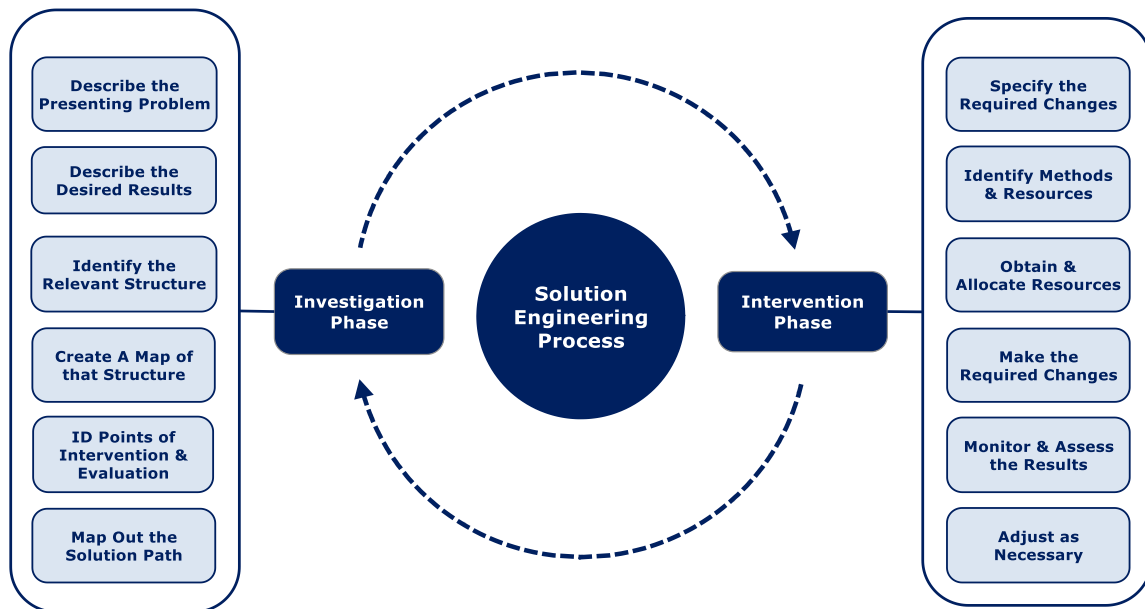 Describe the
Presenting Problem
Describe the
Desired Results
Identify the
Relevant Structure
Create A Map of
that Structure
ID Points of
Intervention &
Evaluation
Map Out the
Solution Path
Investigation
Phase
Solution
Engineering
Process
Intervention
Phase
Specify the
Required Changes
Identify Methods
& Resources
Obtain &
Allocate Resources
Make the
Required Changes
Monitor & Assess
the Results
Adjust as
Necessary